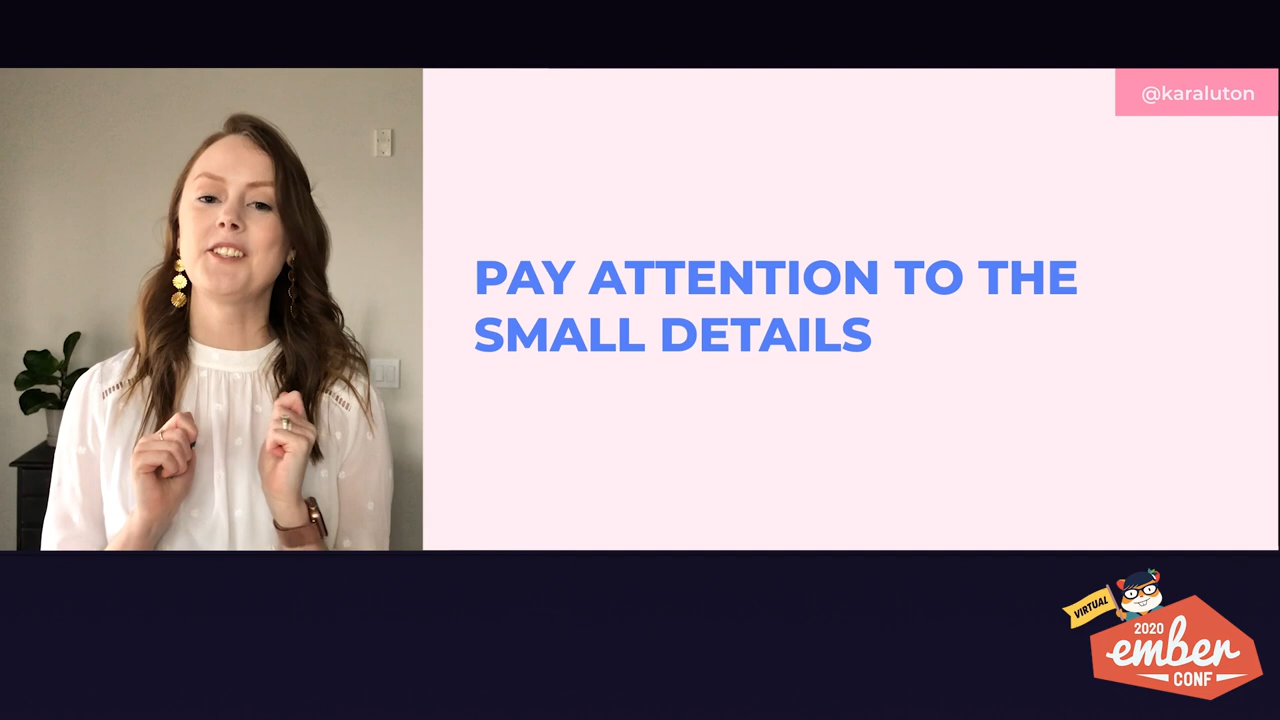 @karaluton
PAY ATTENTION TO THE
SMALL DETAILS
VIRTUAL
2020
ember
CONF